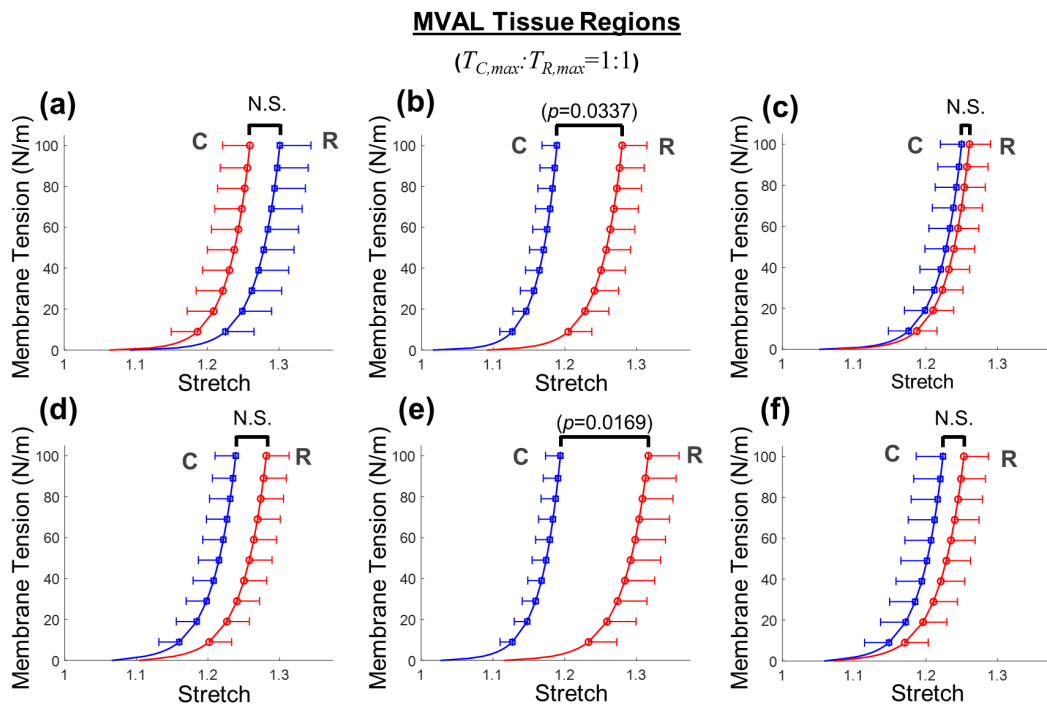 MVAL Tissue Regions
(T_C,max:T_R,max=1:1)
(a)
N.S.
C
R
Membrane Tension (N/m)
100
80
60
40
20
0
1
1.1
1.2
1.3
Stretch
(b)
(p=0.0337)
C
R
Membrane Tension (N/m)
100
80
60
40
20
0
1
1.1
1.2
1.3
Stretch
(c)
N.S.
C
R
Membrane Tension (N/m)
100
80
60
40
20
0
1
1.1
1.2
1.3
Stretch
(d)
N.S.
C
R
Membrane Tension (N/m)
100
80
60
40
20
0
1
1.1
1.2
1.3
Stretch
(e)
(p=0.0169)
C
R
Membrane Tension (N/m)
100
80
60
40
20
0
1
1.1
1.2
1.3
Stretch
(f)
N.S.
C
R
Membrane Tension (N/m)
100
80
60
40
20
0
1
1.1
1.2
1.3
Stretch